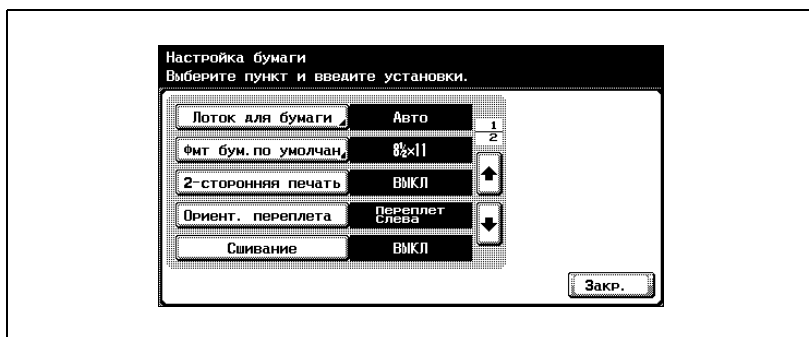 Настройка бумаги
Выберите пункт и введите установки.
Лоток для бумаги Авто
Фмт бум.по умолчан. 8½×11
2-сторонняя печать ВЫКЛ
Ориент. переплета Переплет Слева
Сшивание ВЫКЛ
1
2
Закр.